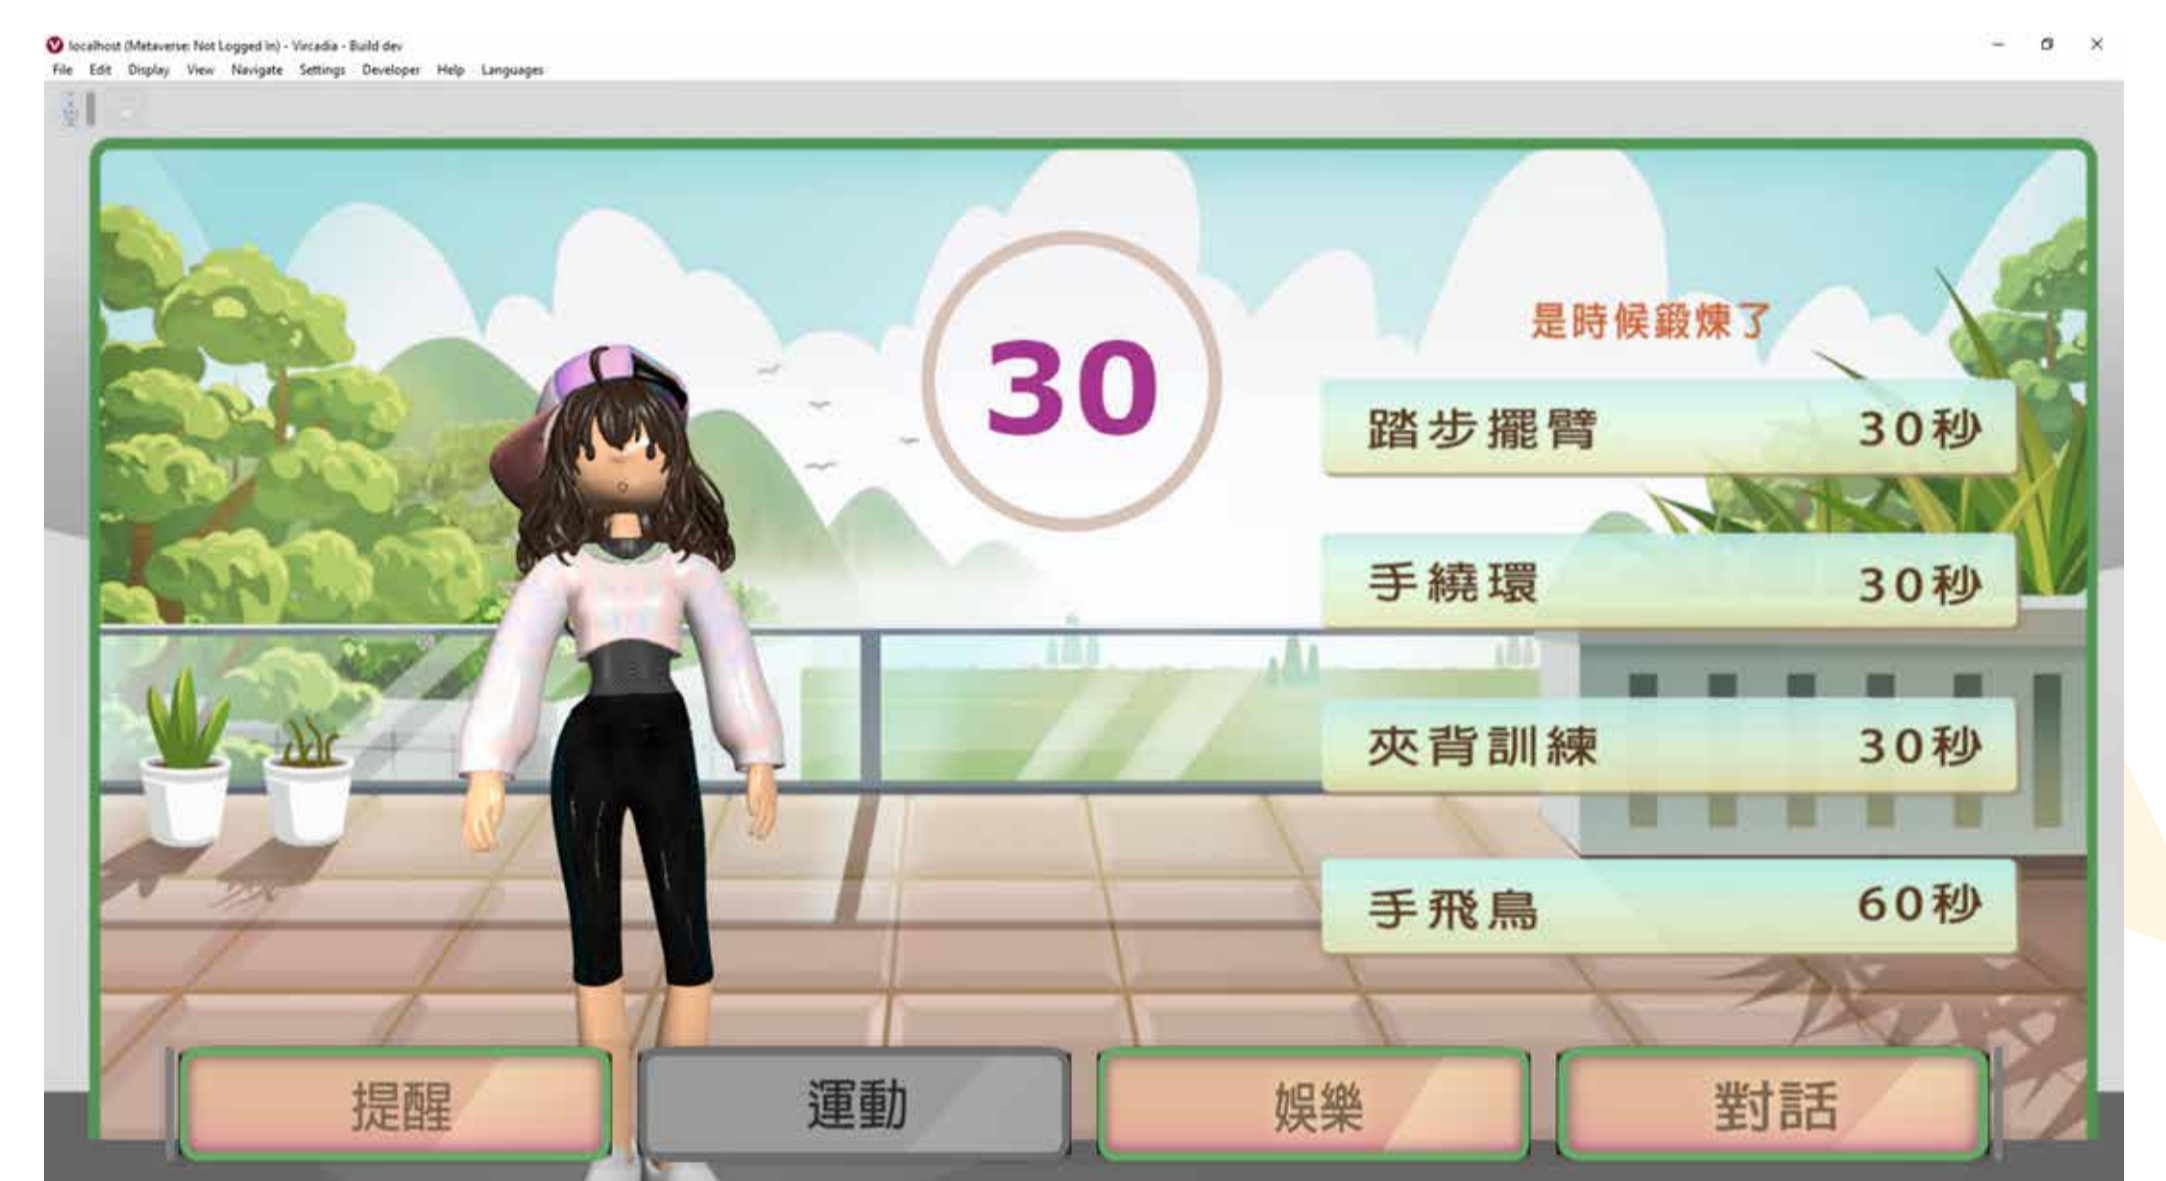 localhost (Metaverse: Not Logged In) - Vircadia - Build dev
File Edit Display View Navigate Settings Developer Help Languages
30
是時候鍛煉了
踏步擺臂 30秒
手繞環 30秒
夾背訓練 30秒
手飛鳥 60秒
提醒 運動 娛樂 對話